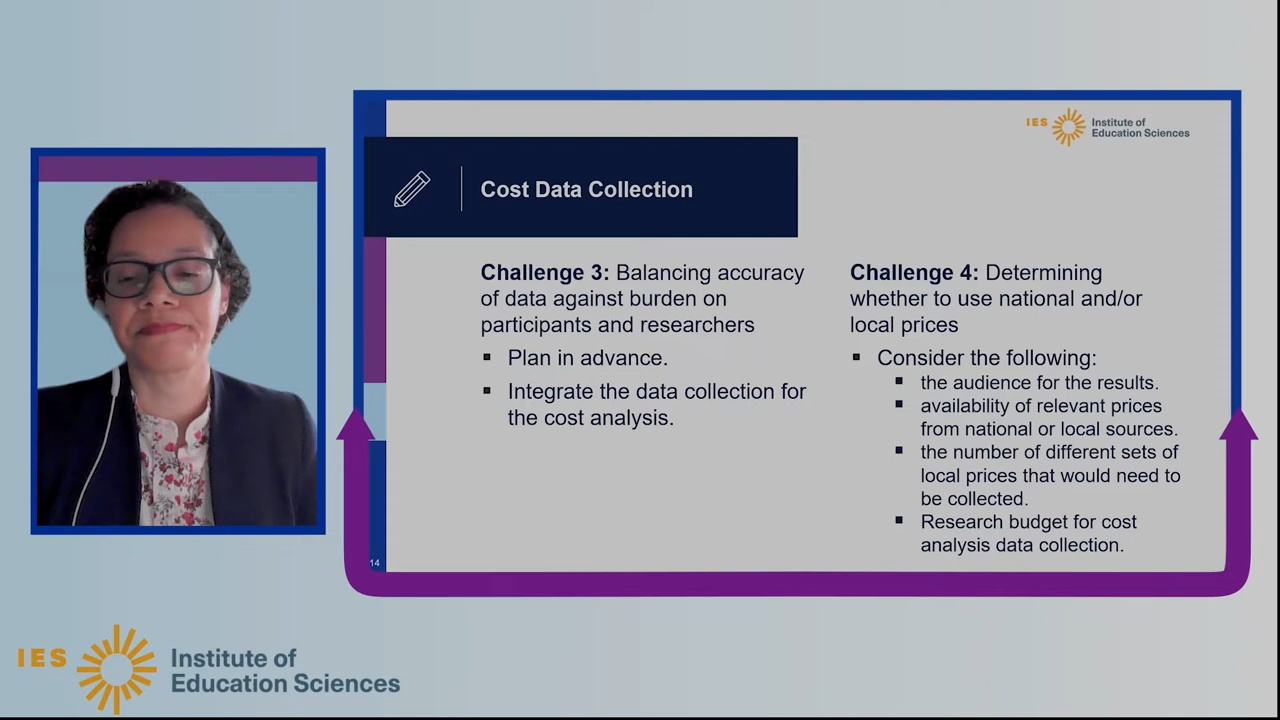 IES Institute of
Education Sciences
Cost Data Collection
Challenge 3: Balancing accuracy
of data against burden on
participants and researchers
▪ Plan in advance.
▪ Integrate the data collection for
the cost analysis.
Challenge 4: Determining
whether to use national and/or
local prices
▪ Consider the following:
▪ the audience for the results.
▪ availability of relevant prices
from national or local sources.
▪ the number of different sets of
local prices that would need to
be collected.
▪ Research budget for cost
analysis data collection.
14
IES Institute of
Education Sciences